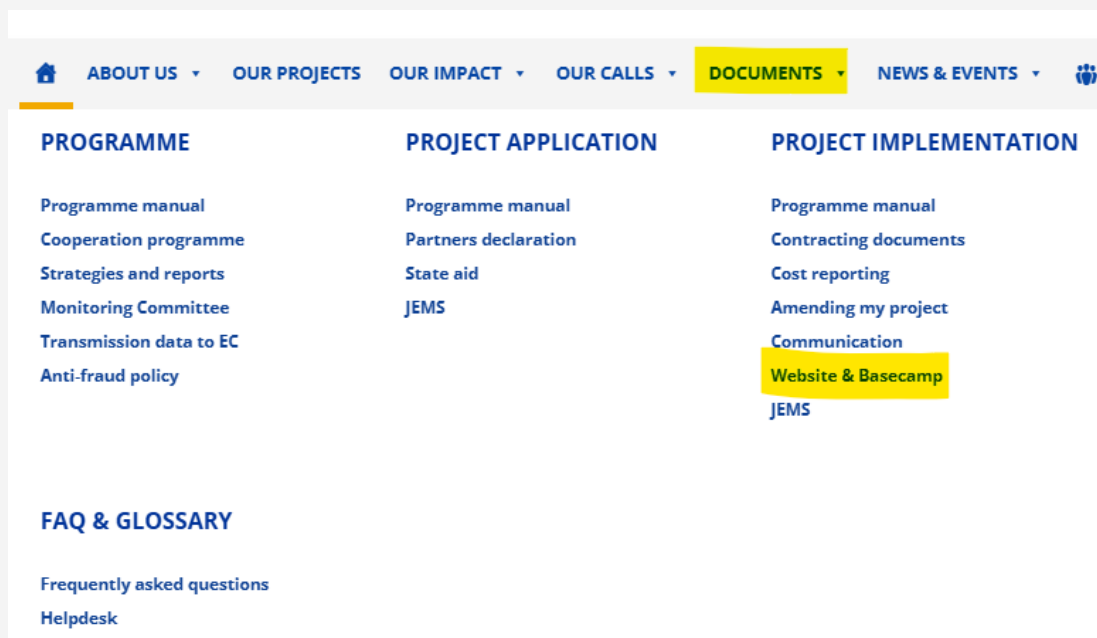 ABOUT US OUR PROJECTS OUR IMPACT OUR CALLS DOCUMENTS NEWS & EVENTS
PROGRAMME
Programme manual
Cooperation programme
Strategies and reports
Monitoring Committee
Transmission data to EC
Anti-fraud policy
PROJECT APPLICATION
Programme manual
Partners declaration
State aid
JEMS
PROJECT IMPLEMENTATION
Programme manual
Contracting documents
Cost reporting
Amending my project
Communication
Website & Basecamp
JEMS
FAQ & GLOSSARY
Frequently asked questions
Helpdesk